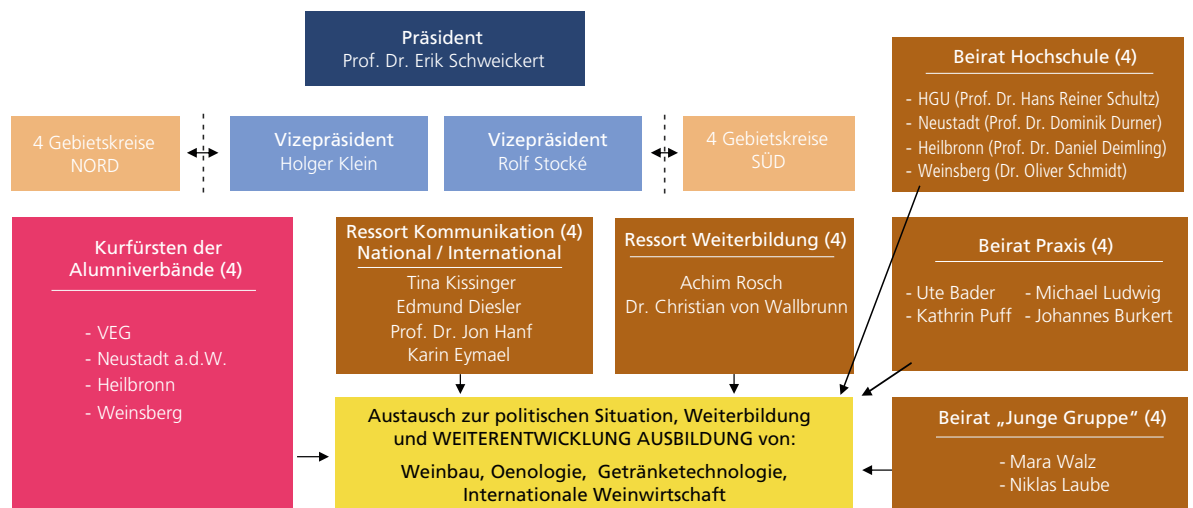 Präsident
Prof. Dr. Erik Schweickert
4 Gebietskreise
NORD
Vizepräsident
Holger Klein
Vizepräsident
Rolf Stocké
4 Gebietskreise
SÜD
Beirat Hochschule (4)
- HGU (Prof. Dr. Hans Reiner Schultz)
- Neustadt (Prof. Dr. Dominik Durner)
- Heilbronn (Prof. Dr. Daniel Deimling)
- Weinsberg (Dr. Oliver Schmidt)
Kurfürsten der
Alumniverbände (4)
- VEG
- Neustadt a.d.W.
- Heilbronn
- Weinsberg
Ressort Kommunikation (4)
National / International
Tina Kissinger
Edmund Diesler
Prof. Dr. Jon Hanf
Karin Eymael
Ressort Weiterbildung (4)
Achim Rosch
Dr. Christian von Wallbrunn
Beirat Praxis (4)
- Ute Bader - Michael Ludwig
- Kathrin Puff - Johannes Burkert
Austausch zur politischen Situation, Weiterbildung
und WEITERENTWICKLUNG AUSBILDUNG von:
Weinbau, Oenologie, Getränketechnologie,
Internationale Weinwirtschaft
Beirat „Junge Gruppe“ (4)
- Mara Walz
- Niklas Laube